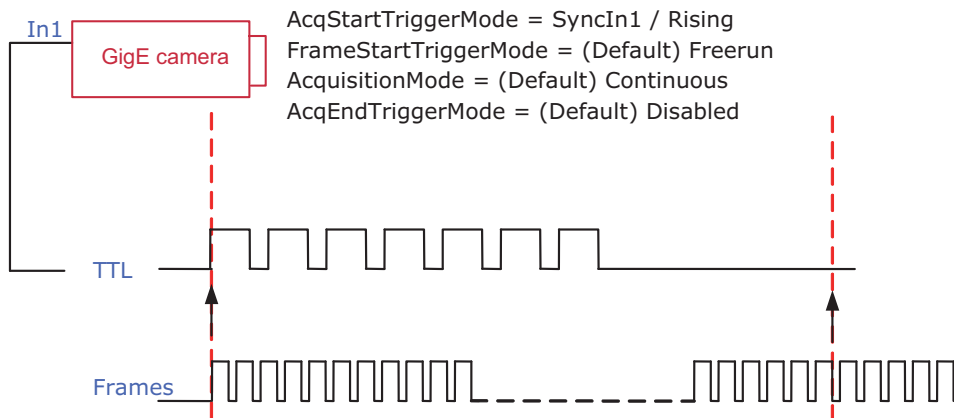 In1
GigE camera
AcqStartTriggerMode = SyncIn1 / Rising
FrameStartTriggerMode = (Default) Freerun
AcquisitionMode = (Default) Continuous
AcqEndTriggerMode = (Default) Disabled
TTL
Frames